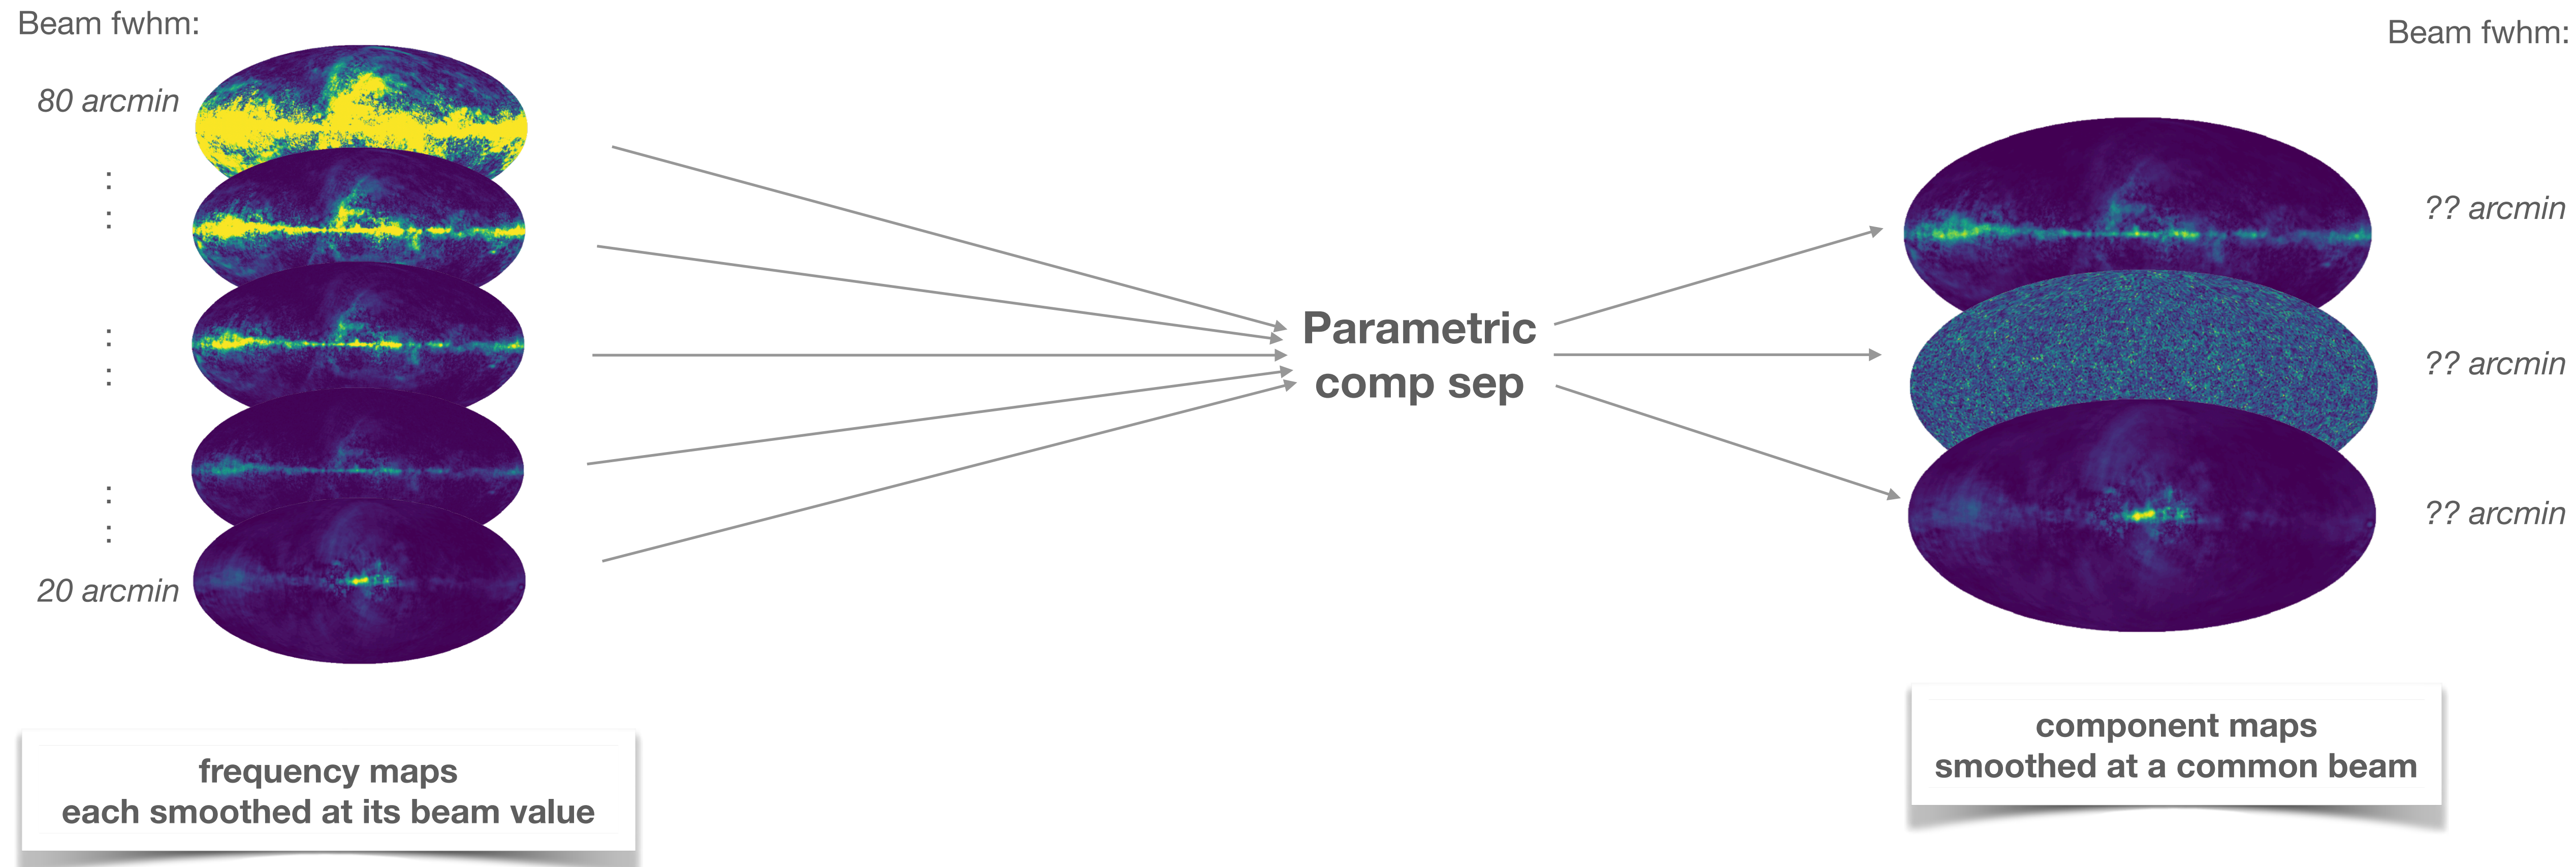 Beam fwhm:
80 arcmin
:
:
:
:
:
:
20 arcmin
frequency maps
each smoothed at its beam value
Parametric
comp sep
Beam fwhm:
?? arcmin
?? arcmin
?? arcmin
component maps
smoothed at a common beam